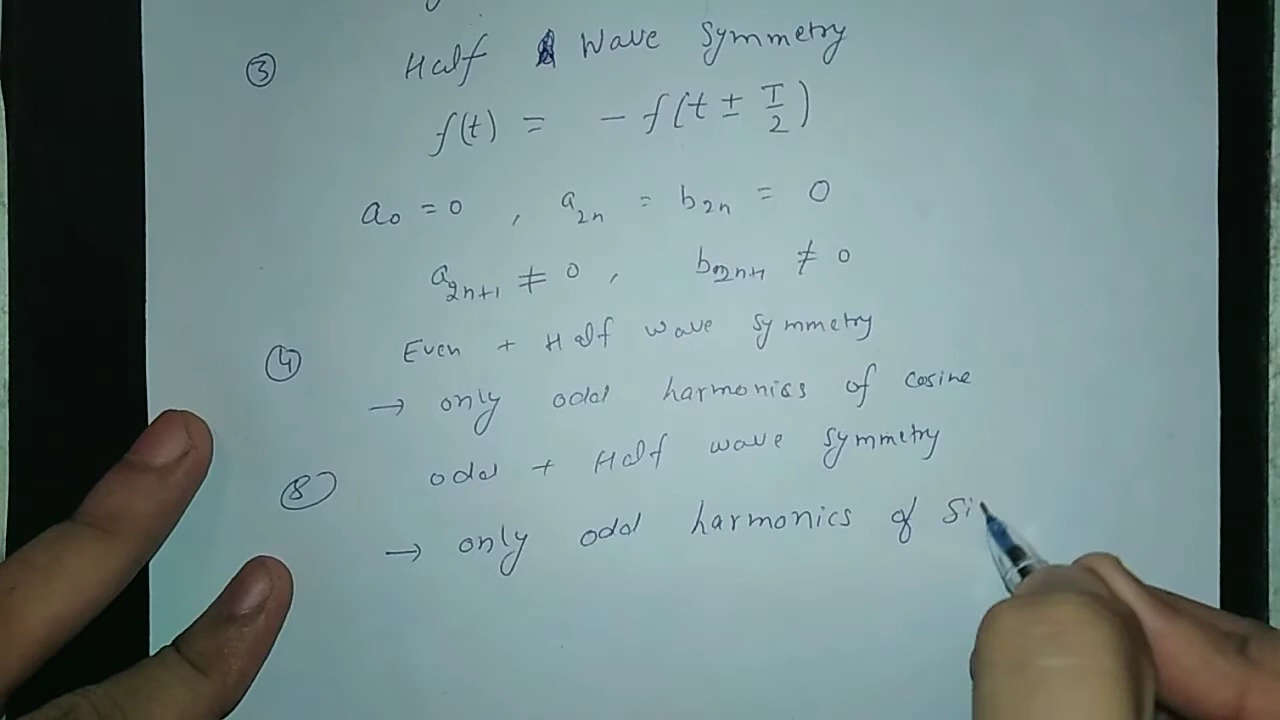 ③ Half Wave Symmetry
f(t) = - f(t ± T/2)
a₀ = 0 , a₂ₙ = b₂ₙ = 0
a₂ₙ₊₁ ≠ 0 , b₂ₙ₊₁ ≠ 0
④ Even + Half wave symmetry
→ only odd harmonics of cosine
⑤ odd + Half wave symmetry
→ only odd harmonics of Si